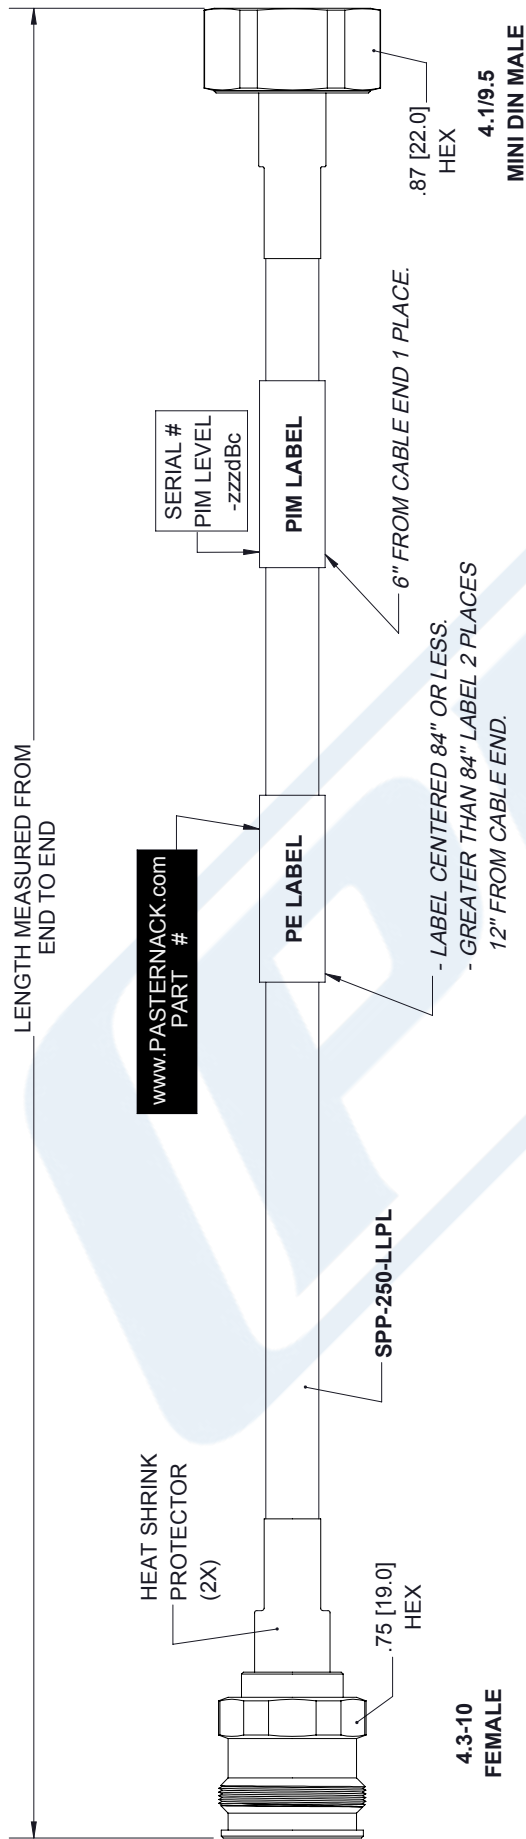 LENGTH MEASURED FROM
END TO END
HEAT SHRINK
PROTECTOR
(2X)
www.PASTERNACK.com
PART #
SERIAL #
PIM LEVEL
-zzzdBc
PE LABEL
PIM LABEL
.75 [19.0]
HEX
SPP-250-LLPL
- LABEL CENTERED 84" OR LESS.
- GREATER THAN 84" LABEL 2 PLACES
12" FROM CABLE END.
6" FROM CABLE END 1 PLACE.
.87 [22.0]
HEX
4.3-10
FEMALE
4.1/9.5
MINI DIN MALE